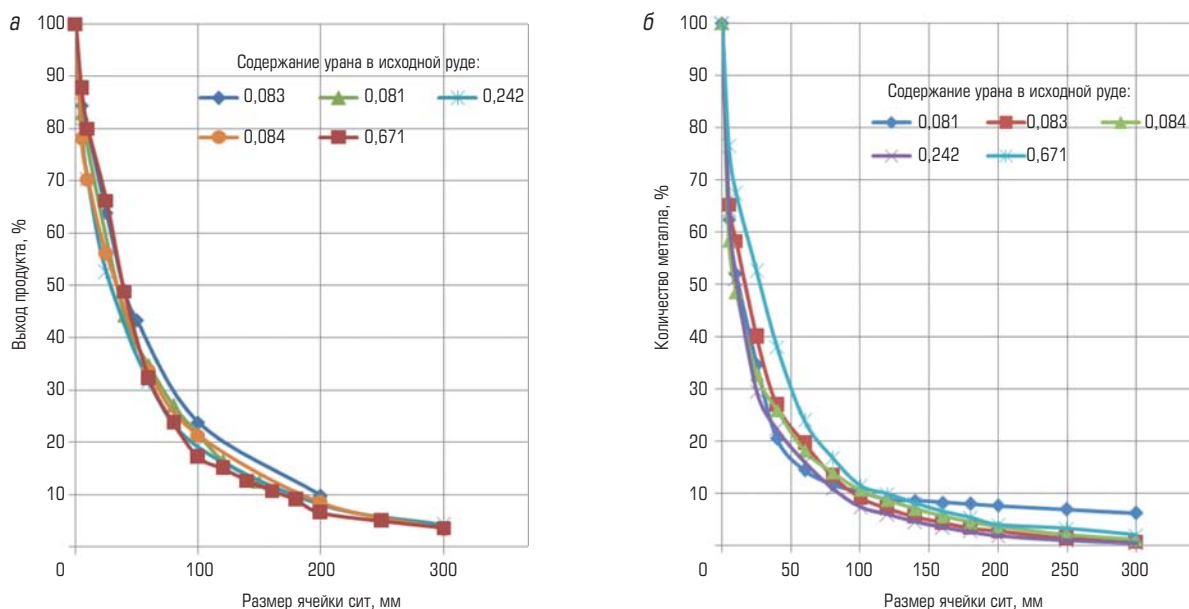 а
Содержание урана в исходной руде:
0,083 0,081 0,242
0,084 0,671
Выход продукта, %
100
90
80
70
60
50
40
30
20
10
0 100 200 300
Размер ячейки сит, мм
б
Содержание урана в исходной руде:
0,081 0,083 0,084
0,242 0,671
Количество металла, %
100
90
80
70
60
50
40
30
20
10
0 50 100 150 200 250 300
Размер ячейки сит, мм